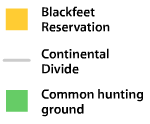 Blackfeet
Reservation
Continental
Divide
Common hunting
ground